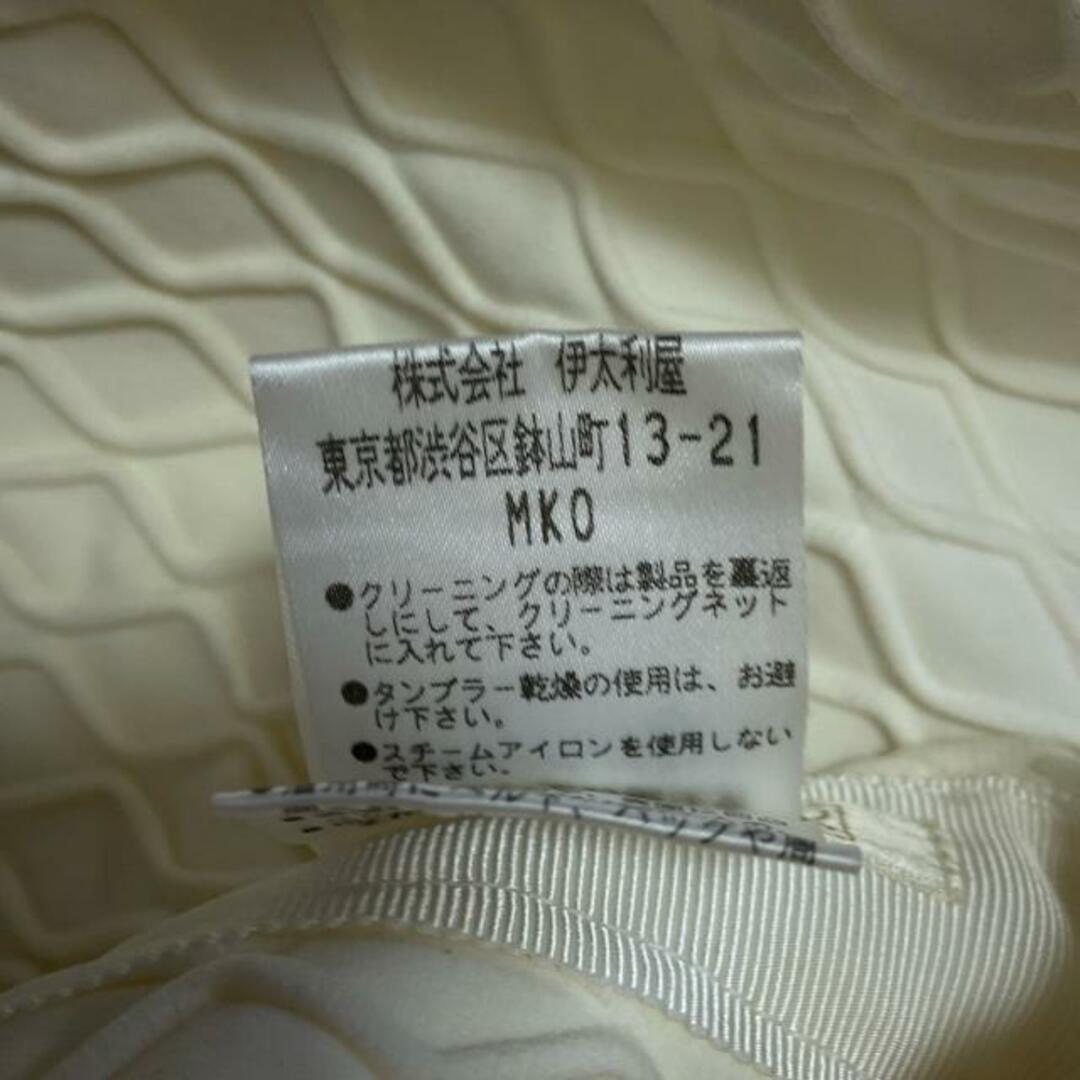 株式会社 伊太利屋
東京都渋谷区鉢山町13-21
MKO
●クリーニングの際は製品を裏返
しにして、クリーニングネット
に入れて下さい。
●タンブラー乾燥の使用は、お避
け下さい。
●スチームアイロンを使用しない
で下さい。